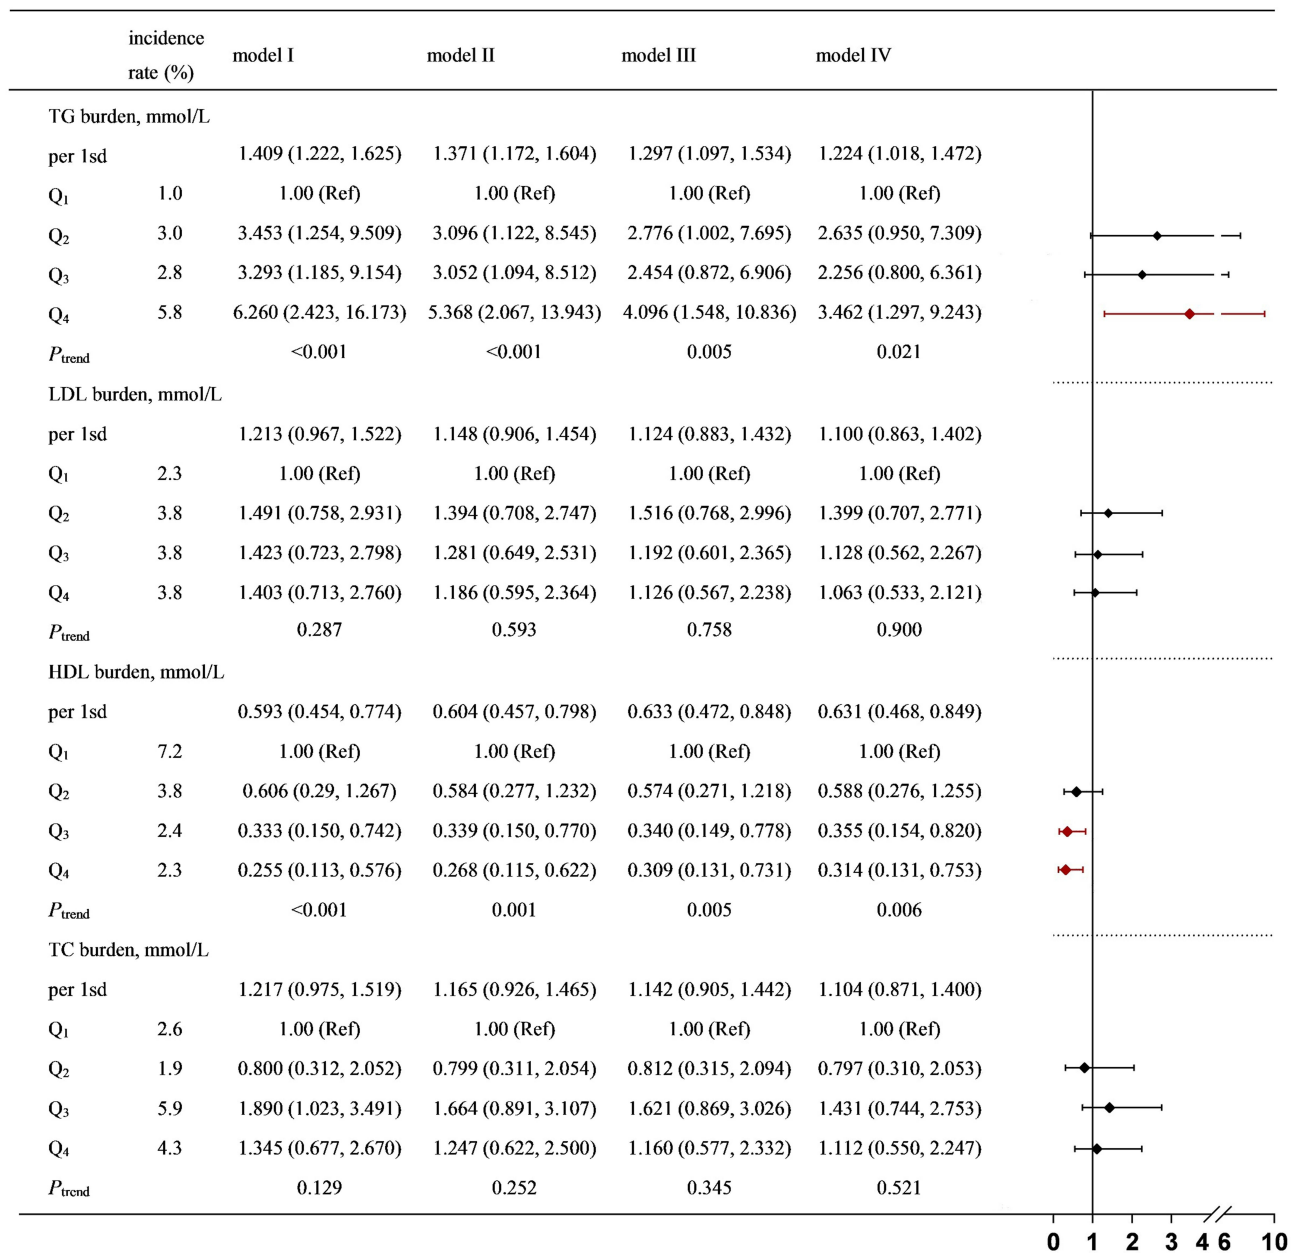 incidence rate (%) model I model II model III model IV
TG burden, mmol/L
per 1sd 1.409 (1.222, 1.625) 1.371 (1.172, 1.604) 1.297 (1.097, 1.534) 1.224 (1.018, 1.472)
Q1 1.0 1.00 (Ref) 1.00 (Ref) 1.00 (Ref) 1.00 (Ref)
Q2 3.0 3.453 (1.254, 9.509) 3.096 (1.122, 8.545) 2.776 (1.002, 7.695) 2.635 (0.950, 7.309)
Q3 2.8 3.293 (1.185, 9.154) 3.052 (1.094, 8.512) 2.454 (0.872, 6.906) 2.256 (0.800, 6.361)
Q4 5.8 6.260 (2.423, 16.173) 5.368 (2.067, 13.943) 4.096 (1.548, 10.836) 3.462 (1.297, 9.243)
Ptrend <0.001 <0.001 0.005 0.021
LDL burden, mmol/L
per 1sd 1.213 (0.967, 1.522) 1.148 (0.906, 1.454) 1.124 (0.883, 1.432) 1.100 (0.863, 1.402)
Q1 2.3 1.00 (Ref) 1.00 (Ref) 1.00 (Ref) 1.00 (Ref)
Q2 3.8 1.491 (0.758, 2.931) 1.394 (0.708, 2.747) 1.516 (0.768, 2.996) 1.399 (0.707, 2.771)
Q3 3.8 1.423 (0.723, 2.798) 1.281 (0.649, 2.531) 1.192 (0.601, 2.365) 1.128 (0.562, 2.267)
Q4 3.8 1.403 (0.713, 2.760) 1.186 (0.595, 2.364) 1.126 (0.567, 2.238) 1.063 (0.533, 2.121)
Ptrend 0.287 0.593 0.758 0.900
HDL burden, mmol/L
per 1sd 0.593 (0.454, 0.774) 0.604 (0.457, 0.798) 0.633 (0.472, 0.848) 0.631 (0.468, 0.849)
Q1 7.2 1.00 (Ref) 1.00 (Ref) 1.00 (Ref) 1.00 (Ref)
Q2 3.8 0.606 (0.29, 1.267) 0.584 (0.277, 1.232) 0.574 (0.271, 1.218) 0.588 (0.276, 1.255)
Q3 2.4 0.333 (0.150, 0.742) 0.339 (0.150, 0.770) 0.340 (0.149, 0.778) 0.355 (0.154, 0.820)
Q4 2.3 0.255 (0.113, 0.576) 0.268 (0.115, 0.622) 0.309 (0.131, 0.731) 0.314 (0.131, 0.753)
Ptrend <0.001 0.001 0.005 0.006
TC burden, mmol/L
per 1sd 1.217 (0.975, 1.519) 1.165 (0.926, 1.465) 1.142 (0.905, 1.442) 1.104 (0.871, 1.400)
Q1 2.6 1.00 (Ref) 1.00 (Ref) 1.00 (Ref) 1.00 (Ref)
Q2 1.9 0.800 (0.312, 2.052) 0.799 (0.311, 2.054) 0.812 (0.315, 2.094) 0.797 (0.310, 2.053)
Q3 5.9 1.890 (1.023, 3.491) 1.664 (0.891, 3.107) 1.621 (0.869, 3.026) 1.431 (0.744, 2.753)
Q4 4.3 1.345 (0.677, 2.670) 1.247 (0.622, 2.500) 1.160 (0.577, 2.332) 1.112 (0.550, 2.247)
Ptrend 0.129 0.252 0.345 0.521
0 1 2 3 4 6 10